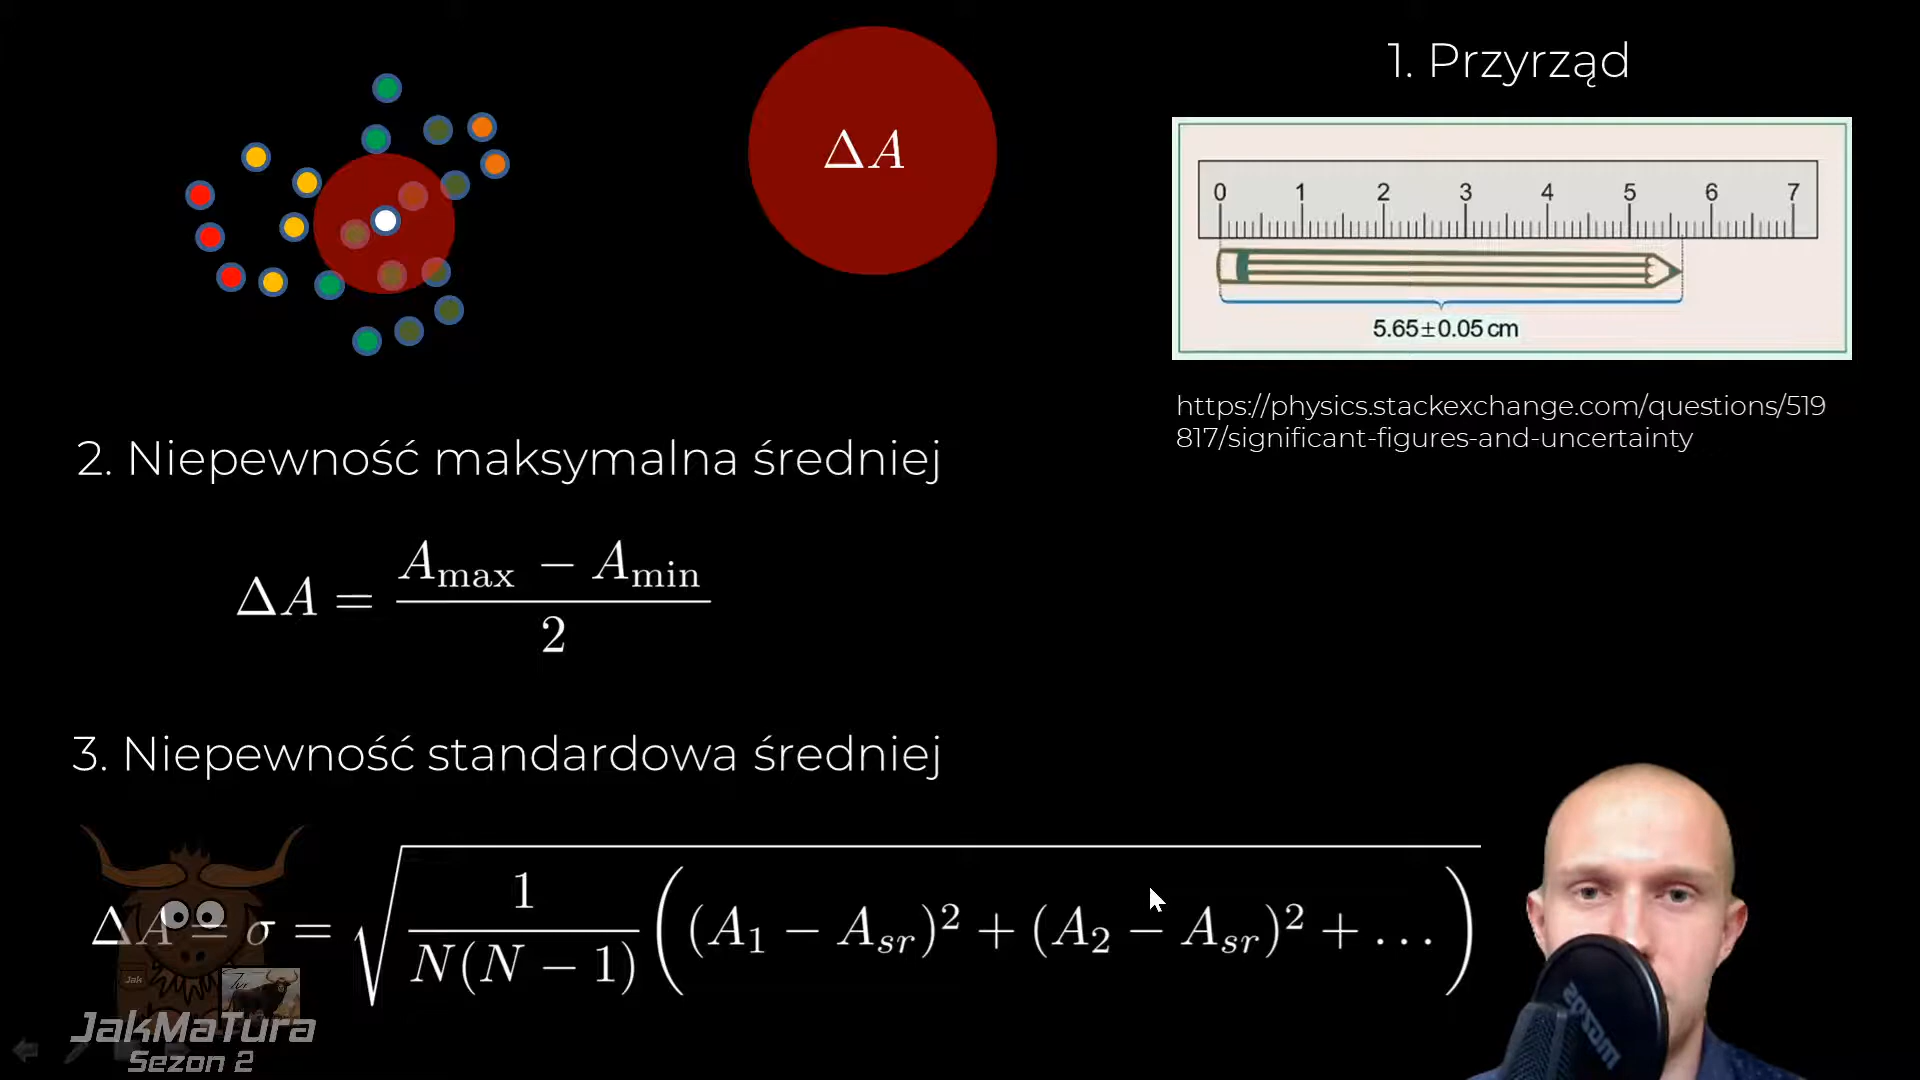 1. Przyrząd
ΔA
0 1 2 3 4 5 6 7
5.65±0.05 cm
https://physics.stackexchange.com/questions/519
817/significant-figures-and-uncertainty
2. Niepewność maksymalna średniej
ΔA = (A_max − A_min) / 2
3. Niepewność standardowa średniej
ΔA = σ = √(1 / N(N − 1) ((A_1 − A_sr)² + (A_2 − A_sr)² + ...))
Jak
Tur
JakMaTura
Sezon 2